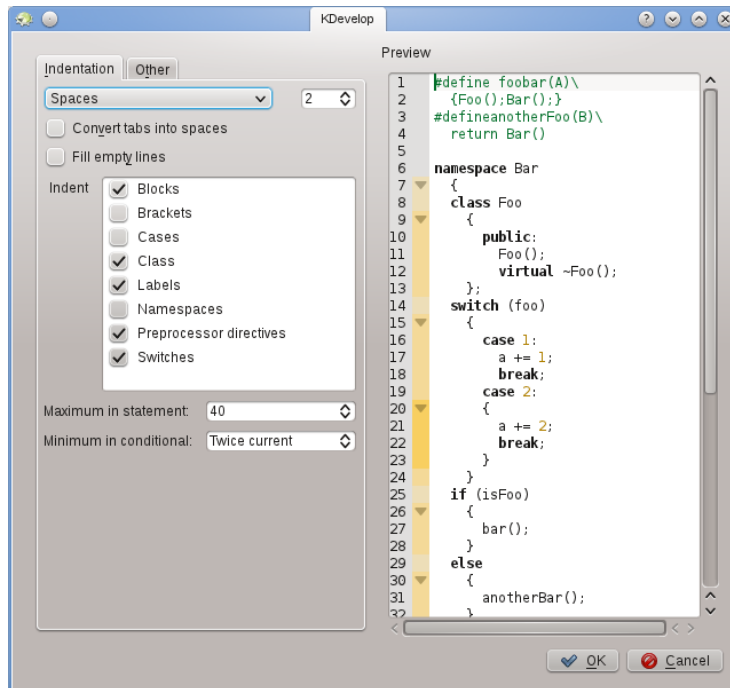 KDevelop
Indentation Other
Spaces 2
Convert tabs into spaces
Fill empty lines
Indent
Blocks
Brackets
Cases
Class
Labels
Namespaces
Preprocessor directives
Switches
Maximum in statement: 40
Minimum in conditional: Twice current
Preview
1 #define foobar(A)\
2   {Foo();Bar();}
3 #defineanotherFoo(B)\
4   return Bar()
5
6 namespace Bar
7   {
8   class Foo
9     {
10       public:
11         Foo();
12         virtual ~Foo();
13     };
14   switch (foo)
15     {
16       case 1:
17         a += 1;
18         break;
19       case 2:
20       {
21         a += 2;
22         break;
23       }
24     }
25   if (isFoo)
26     {
27       bar();
28     }
29   else
30     {
31       anotherBar();
32     }
OK Cancel